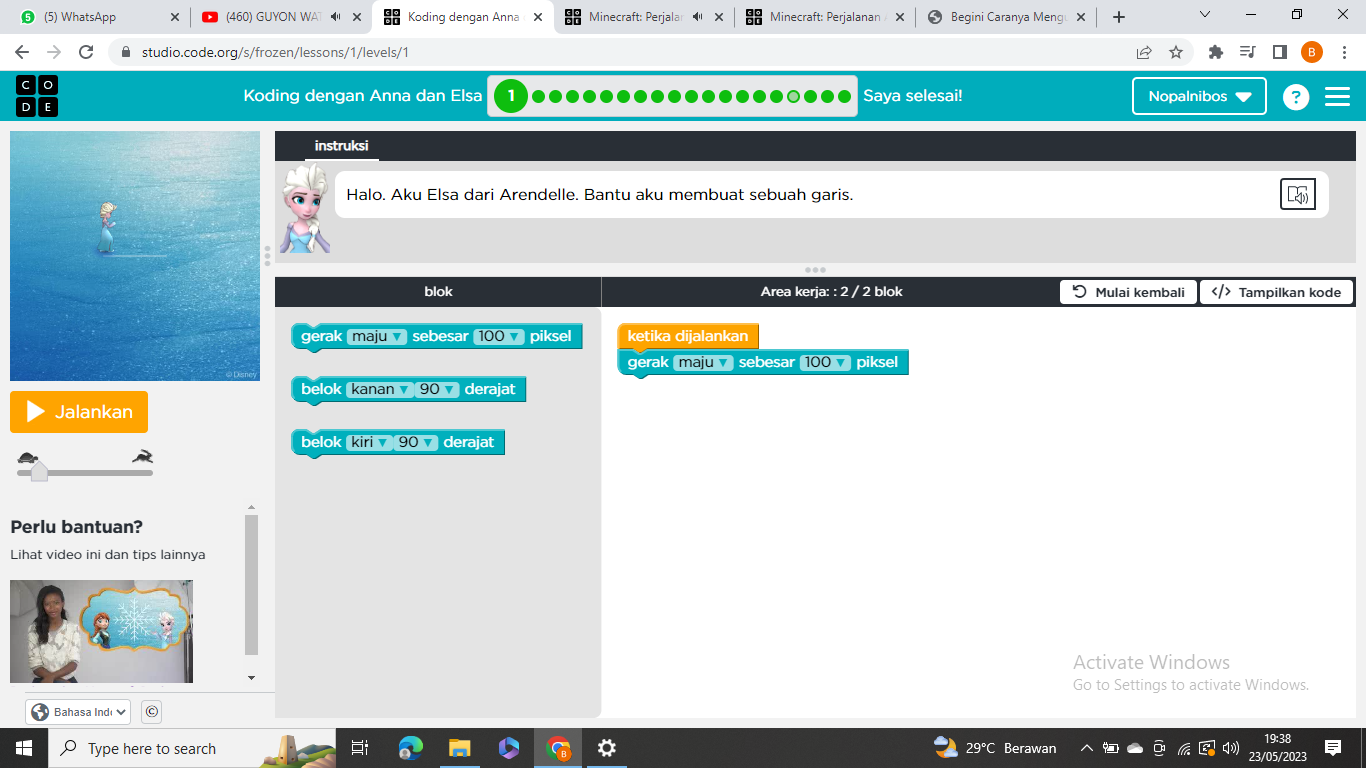 (5) WhatsApp
(460) GUYON WAT
Koding dengan Anna
Minecraft: Perjalan
Minecraft: Perjalanan
Begini Caranya Mengu
studio.code.org/s/frozen/lessons/1/levels/1
B
C O
D E
Koding dengan Anna dan Elsa
1
Saya selesai!
Nopalnibos
?
instruksi
Halo. Aku Elsa dari Arendelle. Bantu aku membuat sebuah garis.
© Disney
blok
Area kerja: : 2 / 2 blok
Mulai kembali
</> Tampilkan kode
gerak maju ▼ sebesar 100 ▼ piksel
belok kanan ▼ 90 ▼ derajat
belok kiri ▼ 90 ▼ derajat
ketika dijalankan
gerak maju ▼ sebesar 100 ▼ piksel
Jalankan
Perlu bantuan?
Lihat video ini dan tips lainnya
Bahasa Ind
©
Activate Windows
Go to Settings to activate Windows.
Type here to search
29°C Berawan
19:38
23/05/2023